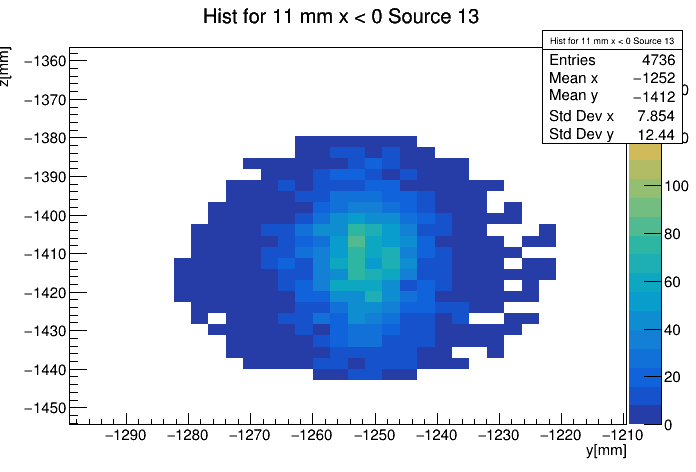 Hist for 11 mm x < 0 Source 13
z[mm]
−1360
−1370
−1380
−1390
−1400
−1410
−1420
−1430
−1440
−1450
−1290
−1280
−1270
−1260
−1250
−1240
−1230
−1220
−1210
y[mm]
Hist for 11 mm x < 0 Source 13
Entries 4736
Mean x −1252
Mean y −1412
Std Dev x 7.854
Std Dev y 12.44
100
80
60
40
20
0